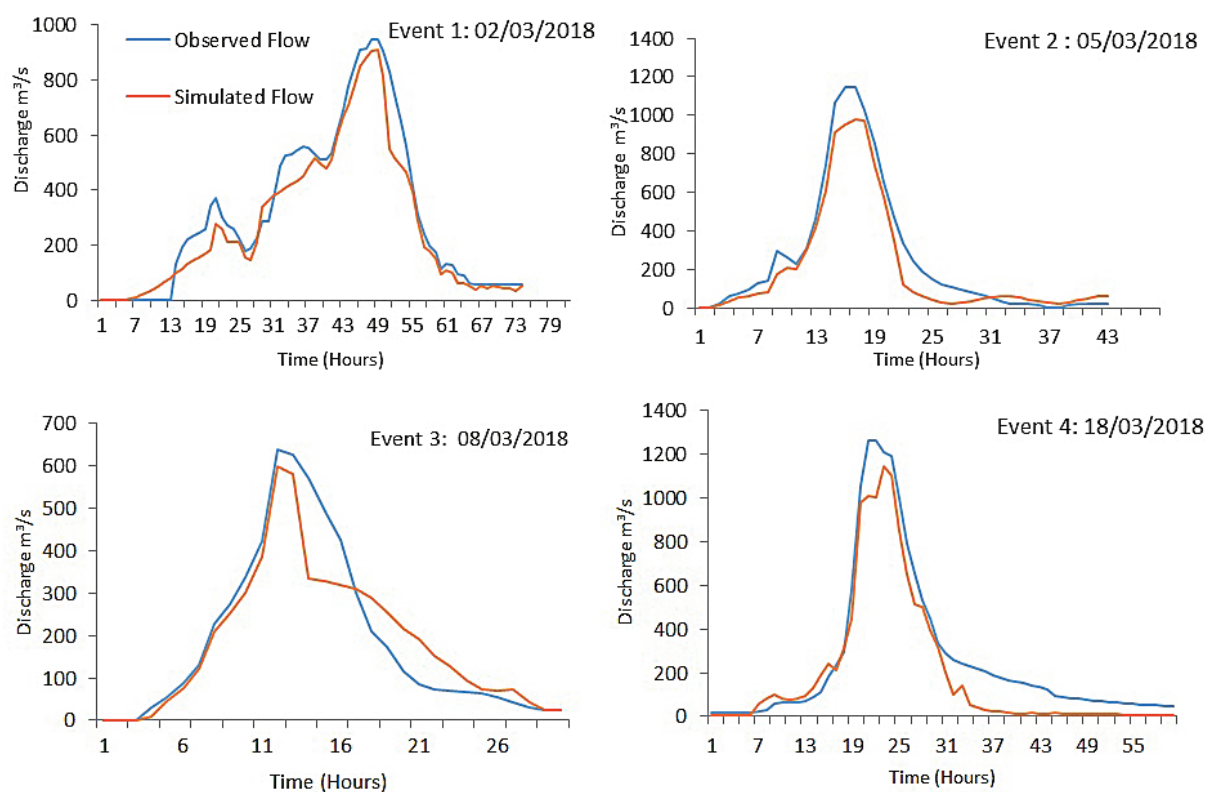 Event 1: 02/03/2018
Observed Flow
Simulated Flow
Discharge m³/s
1000
800
600
400
200
0
1 7 13 19 25 31 37 43 49 55 61 67 73 79
Time (Hours)
Event 2 : 05/03/2018
Discharge m³/s
1400
1200
1000
800
600
400
200
0
1 7 13 19 25 31 37 43
Time (Hours)
Event 3: 08/03/2018
Discharge m³/s
700
600
500
400
300
200
100
0
1 6 11 16 21 26
Time (Hours)
Event 4: 18/03/2018
Discharge m³/s
1400
1200
1000
800
600
400
200
0
1 7 13 19 25 31 37 43 49 55
Time (Hours)